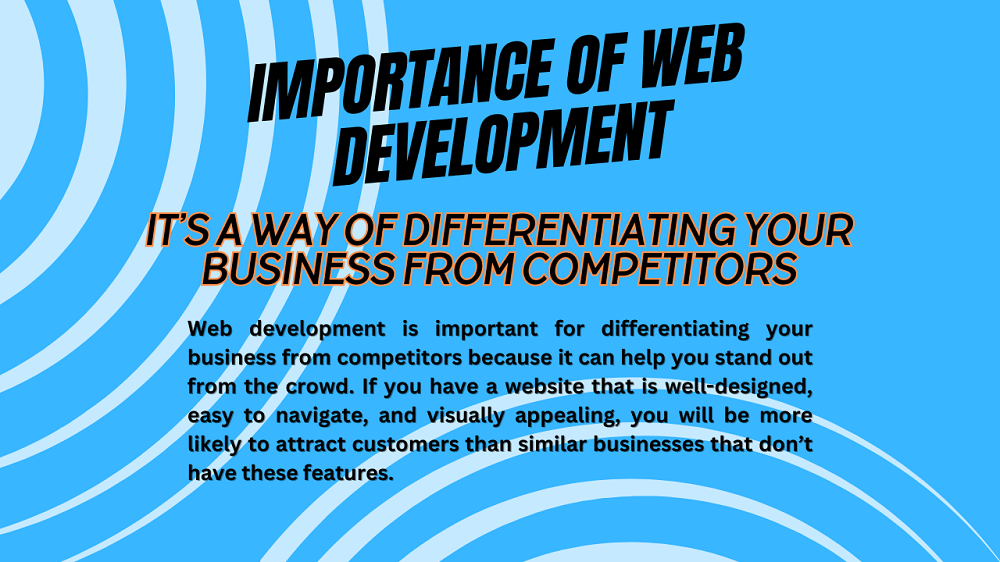 IMPORTANCE OF WEB
DEVELOPMENT
IT'S A WAY OF DIFFERENTIATING YOUR
BUSINESS FROM COMPETITORS
Web development is important for differentiating your
business from competitors because it can help you stand out
from the crowd. If you have a website that is well-designed,
easy to navigate, and visually appealing, you will be more
likely to attract customers than similar businesses that don't
have these features.